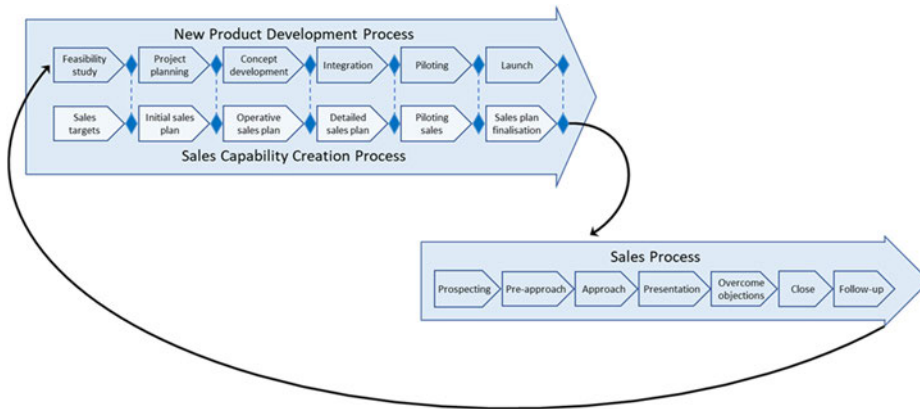 New Product Development Process
Feasibility
study
Project
planning
Concept
development
Integration
Piloting
Launch
Sales
targets
Initial sales
plan
Operative
sales plan
Detailed
sales plan
Piloting
sales
Sales plan
finalisation
Sales Capability Creation Process
Sales Process
Prospecting
Pre-approach
Approach
Presentation
Overcome
objections
Close
Follow-up